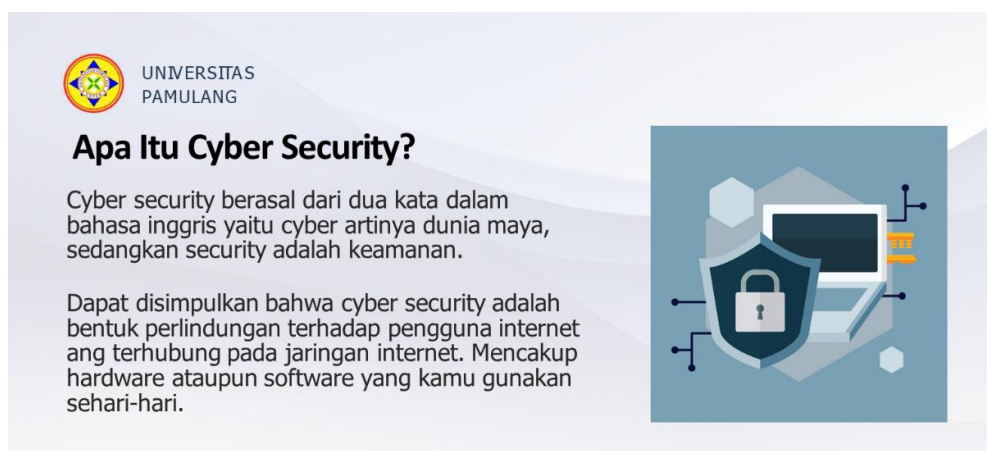 UNIVERSITAS
PAMULANG
Apa Itu Cyber Security?
Cyber security berasal dari dua kata dalam
bahasa inggris yaitu cyber artinya dunia maya,
sedangkan security adalah keamanan.
Dapat disimpulkan bahwa cyber security adalah
bentuk perlindungan terhadap pengguna internet
ang terhubung pada jaringan internet. Mencakup
hardware ataupun software yang kamu gunakan
sehari-hari.